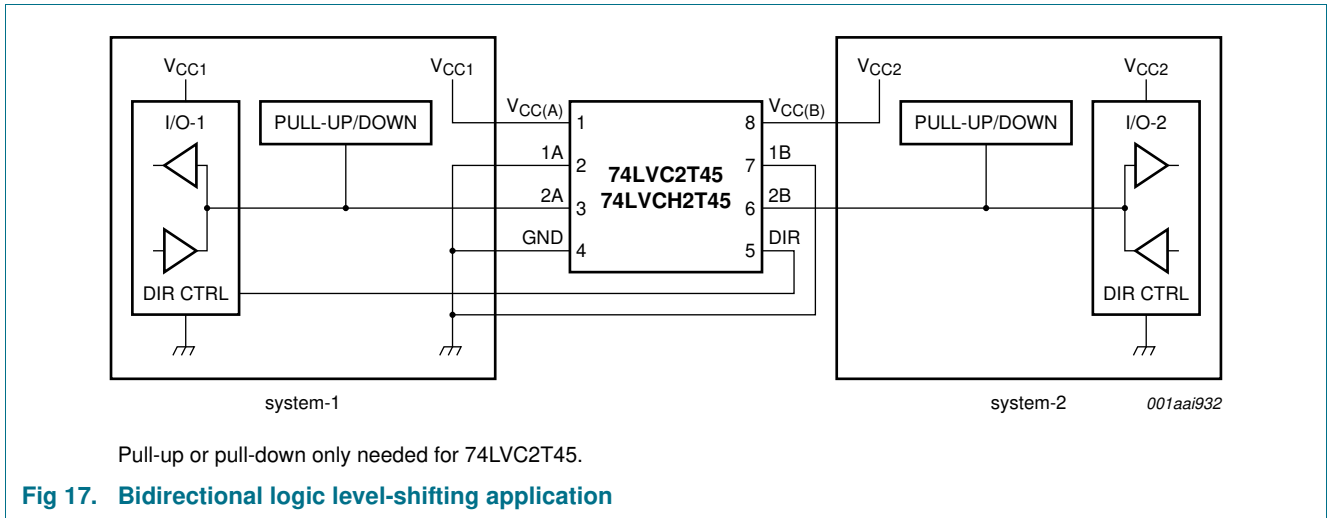 VCC1 VCC1 VCC2 VCC2
VCC(A) VCC(B)
I/O-1 PULL-UP/DOWN 1 8 PULL-UP/DOWN I/O-2
1A 2 74LVC2T45 7 1B
74LVCH2T45
2A 3 6 2B
GND 4 5 DIR
DIR CTRL DIR CTRL
system-1 system-2 001aai932
Pull-up or pull-down only needed for 74LVC2T45.
Fig 17. Bidirectional logic level-shifting application